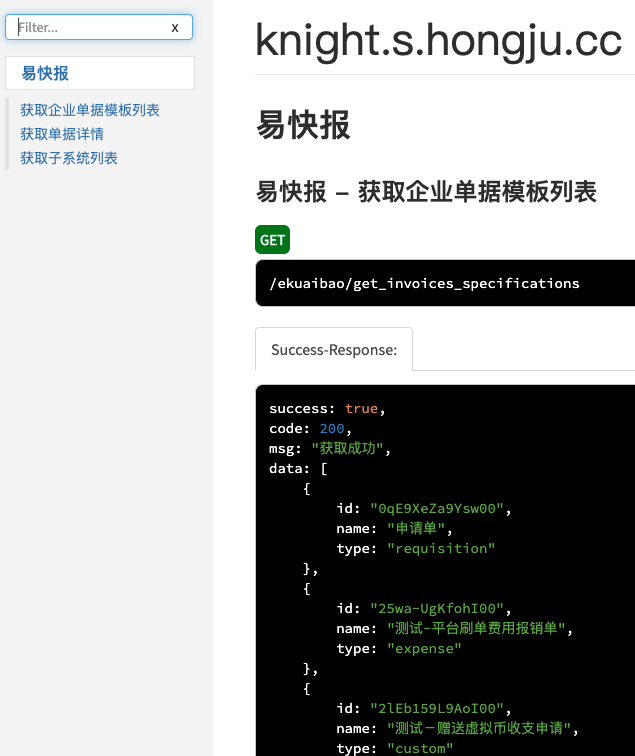 Filter...
x
易快报
获取企业单据模板列表
获取单据详情
获取子系统列表
knight.s.hongju.cc
易快报
易快报 - 获取企业单据模板列表
GET
/ekuaibao/get_invoices_specifications
Success-Response:
success: true,
code: 200,
msg: "获取成功",
data: [
{
id: "0qE9XeZa9Ysw00",
name: "申请单",
type: "requisition"
},
{
id: "25wa-UgKfohI00",
name: "测试-平台刷单费用报销单",
type: "expense"
},
{
id: "2lEb159L9AoI00",
name: "测试－赠送虚拟币收支申请",
type: "custom"